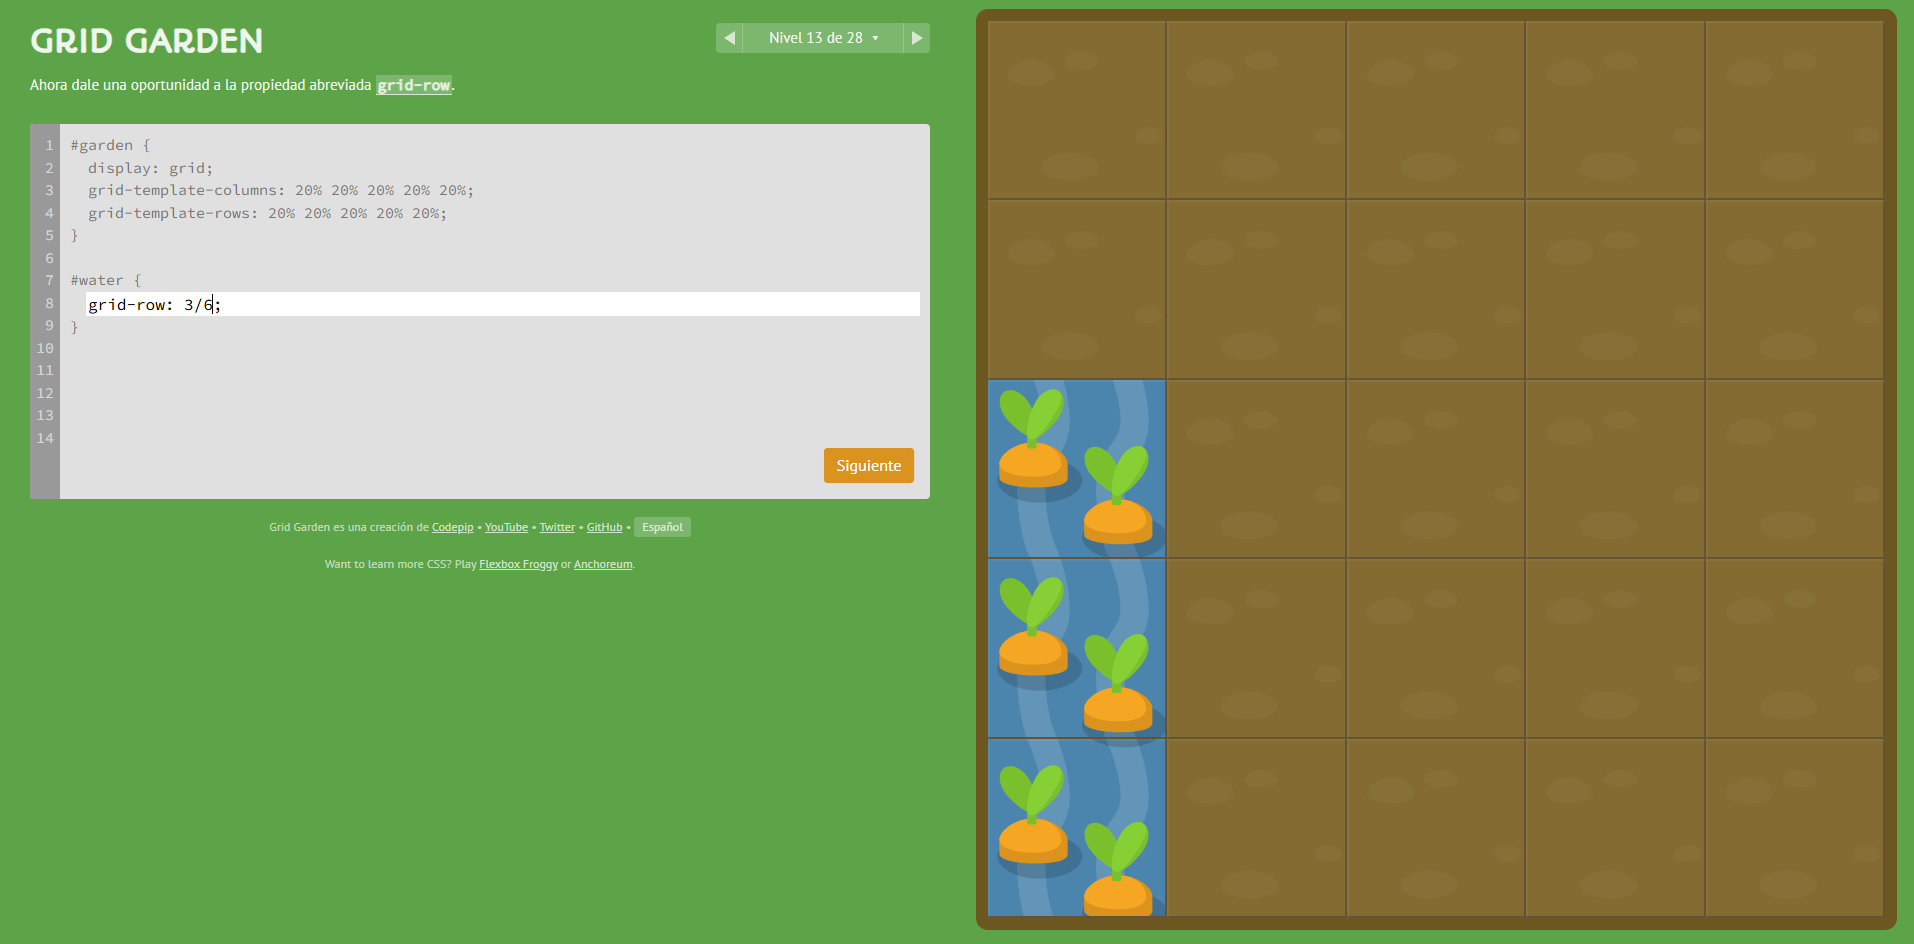 GRID GARDEN
◀ Nivel 13 de 28 ▾ ▶
Ahora dale una oportunidad a la propiedad abreviada grid-row.
1 #garden {
2   display: grid;
3   grid-template-columns: 20% 20% 20% 20% 20%;
4   grid-template-rows: 20% 20% 20% 20% 20%;
5 }
6
7 #water {
8   grid-row: 3/6;
9 }
10
11
12
13
14
Siguiente
Grid Garden es una creación de Codepip • YouTube • Twitter • GitHub • Español
Want to learn more CSS? Play Flexbox Froggy or Anchoreum.